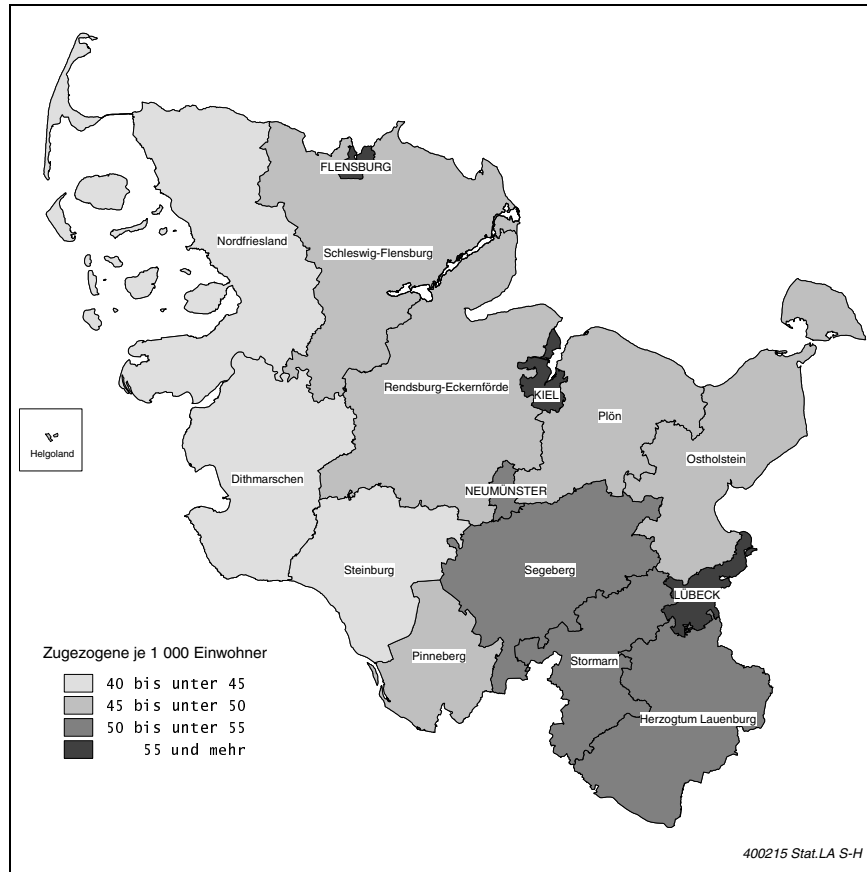 FLENSBURG
Nordfriesland
Schleswig-Flensburg
Rendsburg-Eckernförde
KIEL
Plön
Ostholstein
Helgoland
Dithmarschen
NEUMÜNSTER
Steinburg
Segeberg
LÜBECK
Pinneberg
Stormarn
Herzogtum Lauenburg
Zugezogene je 1 000 Einwohner
40 bis unter 45
45 bis unter 50
50 bis unter 55
55 und mehr
400215 Stat.LA S-H